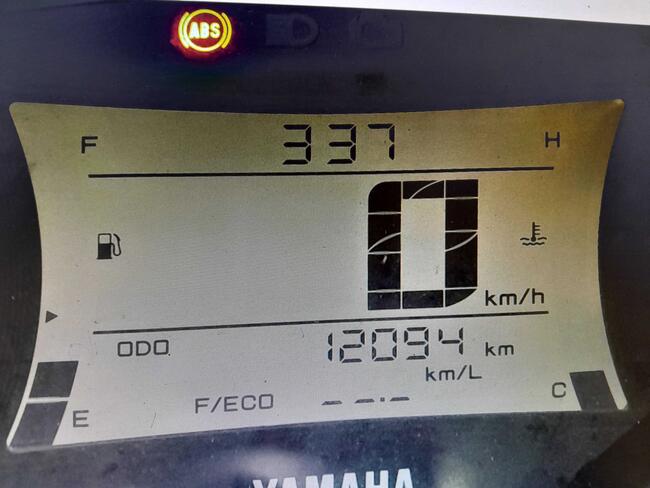 ABS
F 337 H
0 km/h
ODO 12094 km
km/L
E F/ECO --.- C
YAMAHA